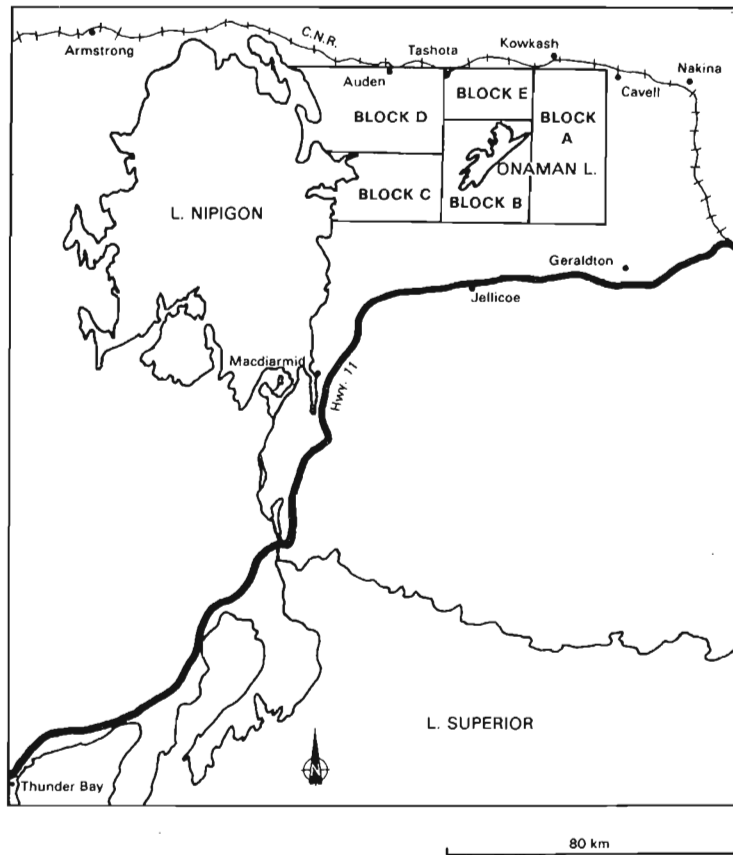 C.N.R.
Armstrong
Tashota
Kowkash
Auden
Cavell
Nakina
BLOCK D
BLOCK E
BLOCK
A
ONAMAN L.
BLOCK C
BLOCK B
L. NIPIGON
Geraldton
Jellicoe
Macdiarmid
Hwy. 11
L. SUPERIOR
N
Thunder Bay
80 km